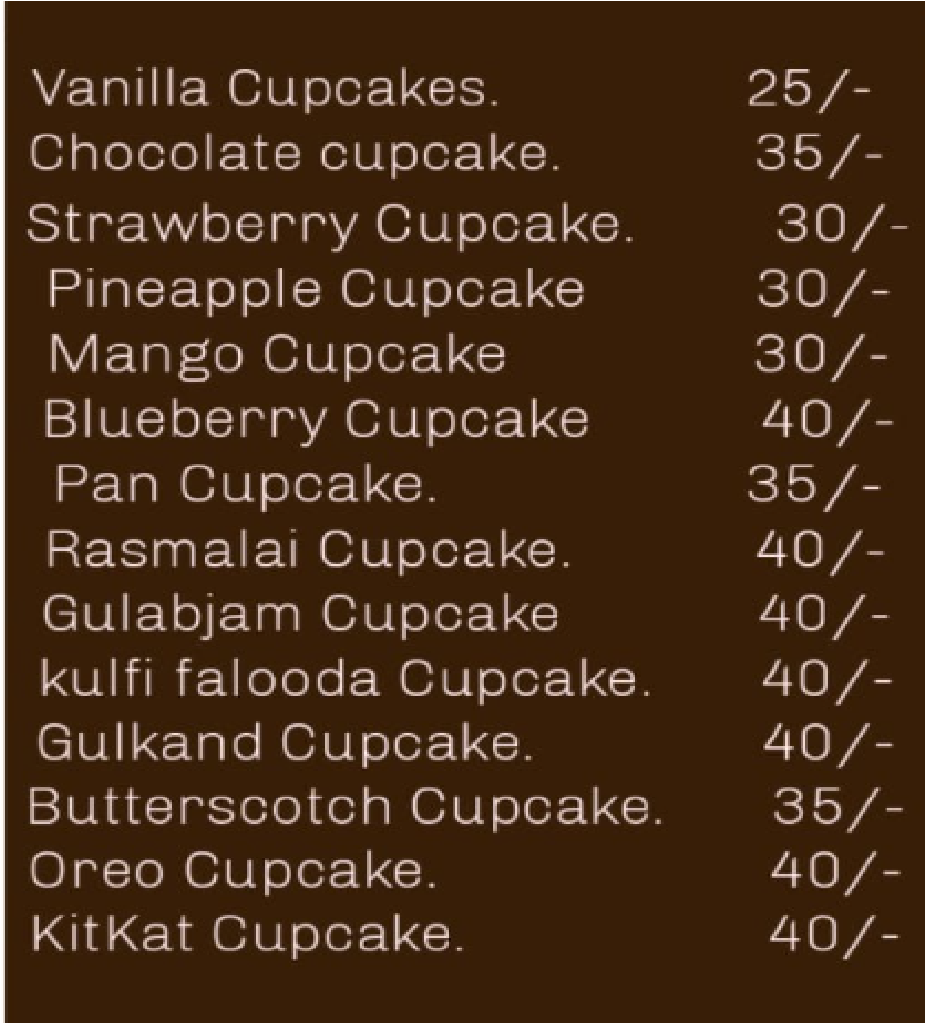 Vanilla Cupcakes. 25/-
Chocolate cupcake. 35/-
Strawberry Cupcake. 30/-
Pineapple Cupcake 30/-
Mango Cupcake 30/-
Blueberry Cupcake 40/-
Pan Cupcake. 35/-
Rasmalai Cupcake. 40/-
Gulabjam Cupcake 40/-
kulfi falooda Cupcake. 40/-
Gulkand Cupcake. 40/-
Butterscotch Cupcake. 35/-
Oreo Cupcake. 40/-
KitKat Cupcake. 40/-